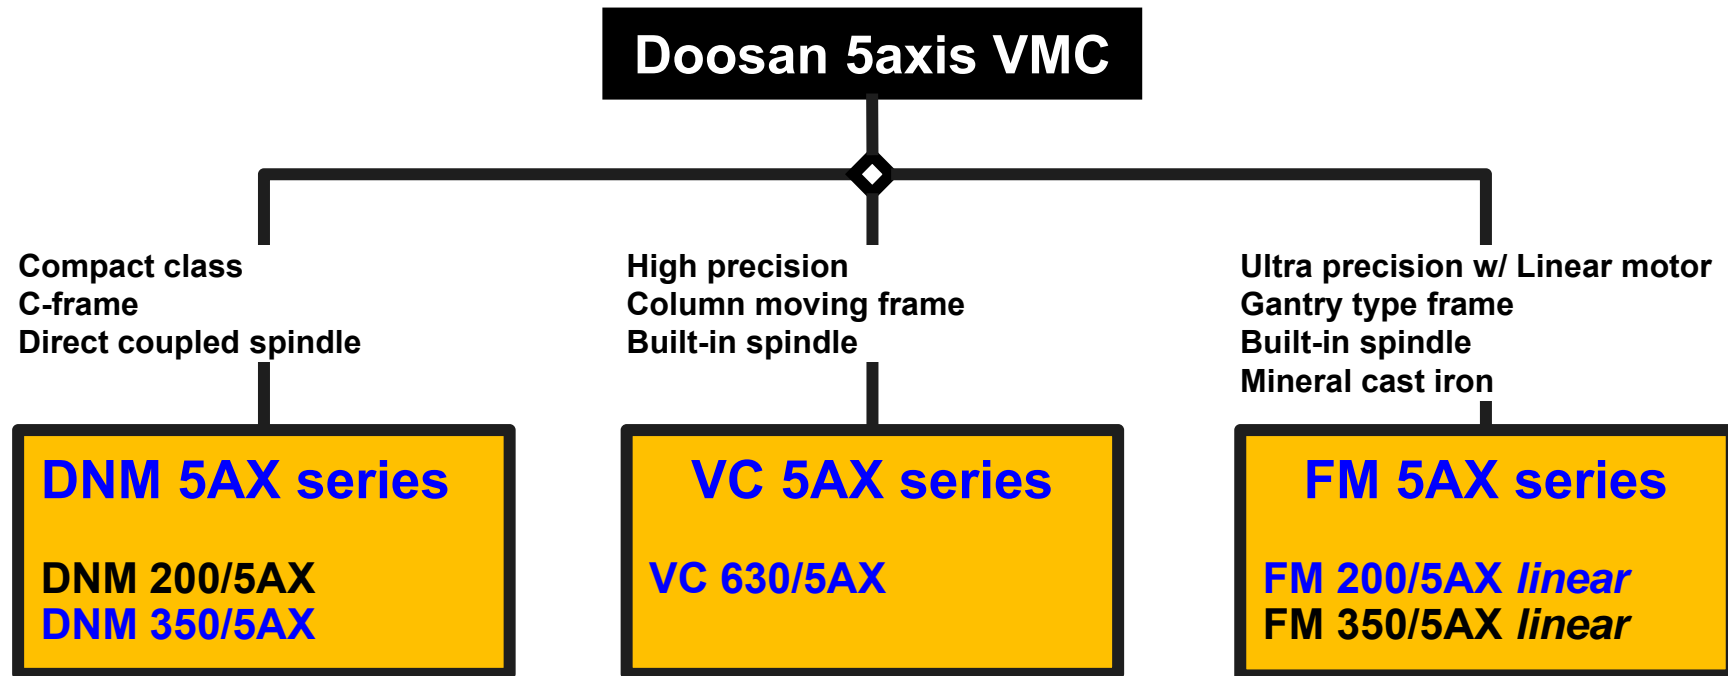 Doosan 5axis VMC
Compact class
C-frame
Direct coupled spindle
High precision
Column moving frame
Built-in spindle
Ultra precision w/ Linear motor
Gantry type frame
Built-in spindle
Mineral cast iron
DNM 5AX series
DNM 200/5AX
DNM 350/5AX
VC 5AX series
VC 630/5AX
FM 5AX series
FM 200/5AX linear
FM 350/5AX linear